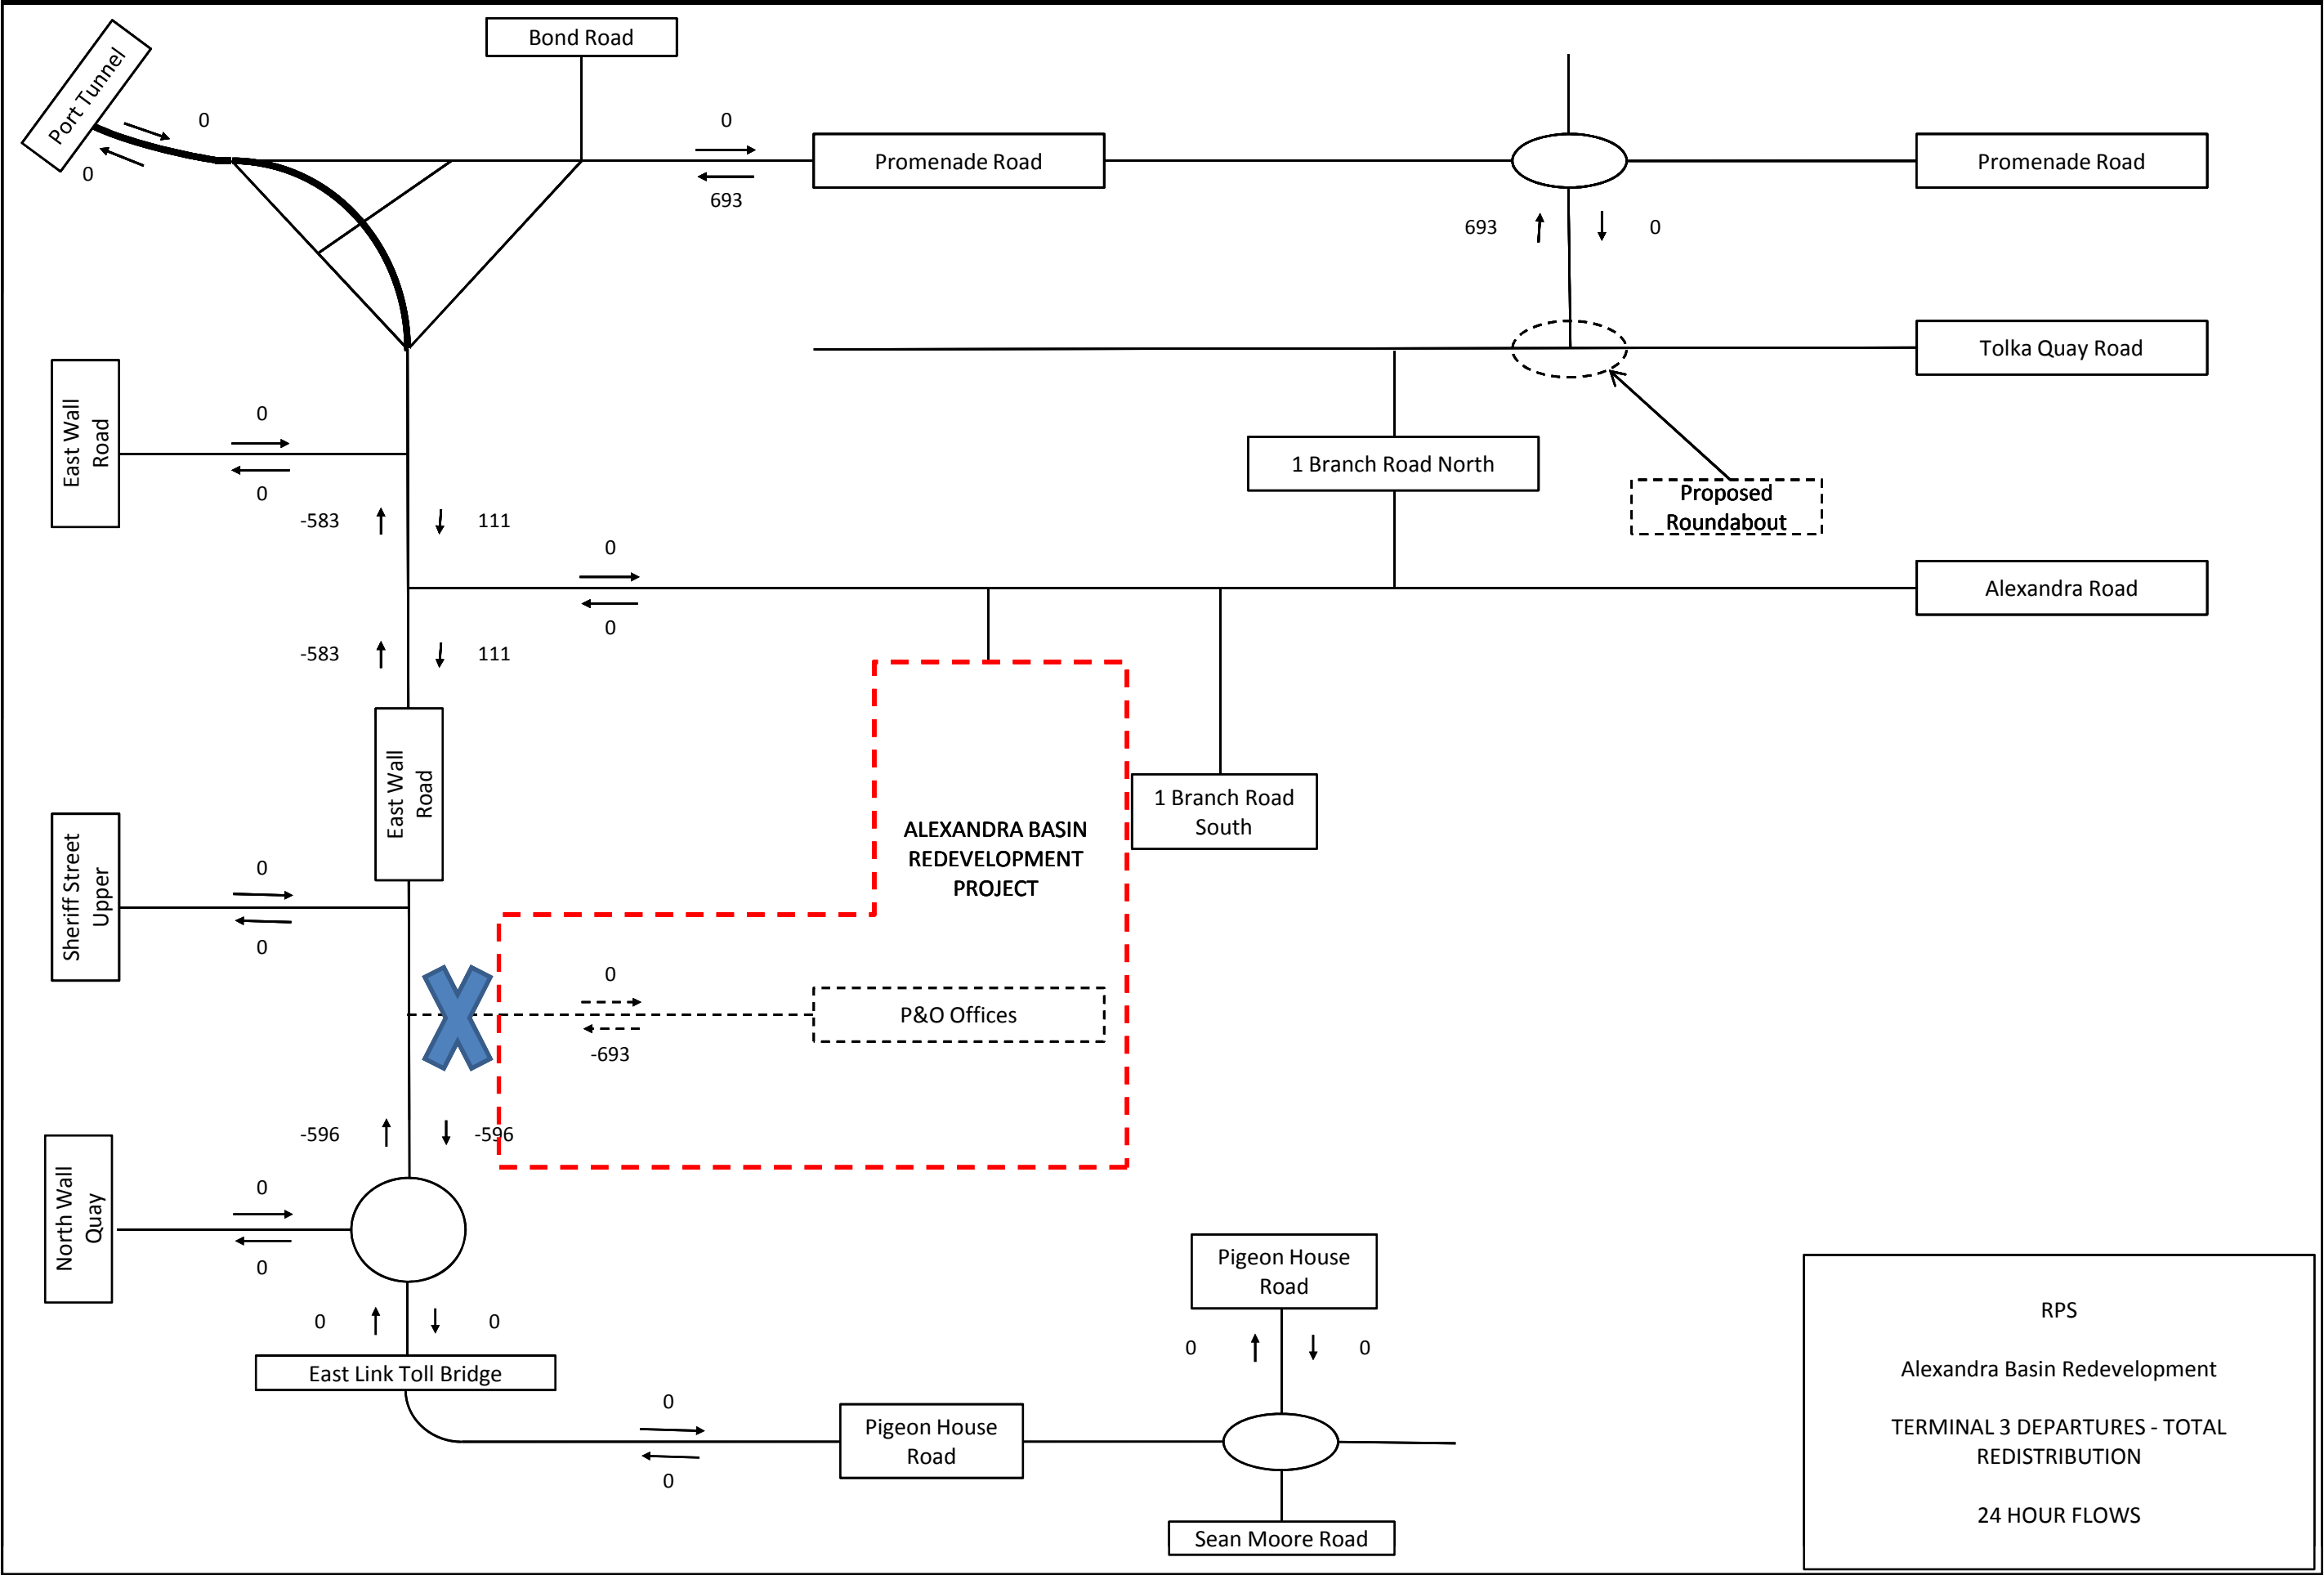 Bond Road
Port Tunnel
0
0
0
693
Promenade Road
Promenade Road
693
0
Tolka Quay Road
East Wall
Road
0
0
1 Branch Road North
Proposed
Roundabout
-583
111
0
0
Alexandra Road
-583
111
East Wall
Road
1 Branch Road
South
ALEXANDRA BASIN
REDEVELOPMENT
PROJECT
Sheriff Street
Upper
0
0
0
-693
P&O Offices
-596
-596
North Wall
Quay
0
0
0
0
East Link Toll Bridge
Pigeon House
Road
0
0
0
0
Pigeon House
Road
Sean Moore Road
RPS
Alexandra Basin Redevelopment
TERMINAL 3 DEPARTURES - TOTAL
REDISTRIBUTION
24 HOUR FLOWS